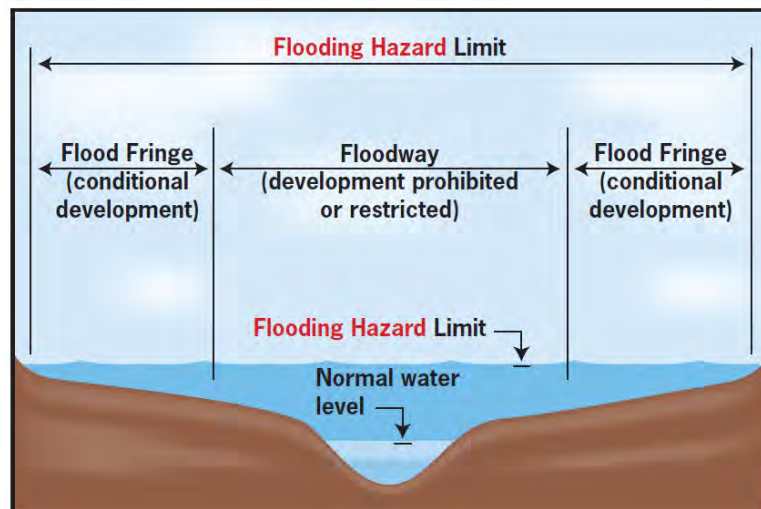 Flooding Hazard Limit
Flood Fringe
(conditional
development)
Floodway
(development prohibited
or restricted)
Flood Fringe
(conditional
development)
Flooding Hazard Limit
Normal water
level